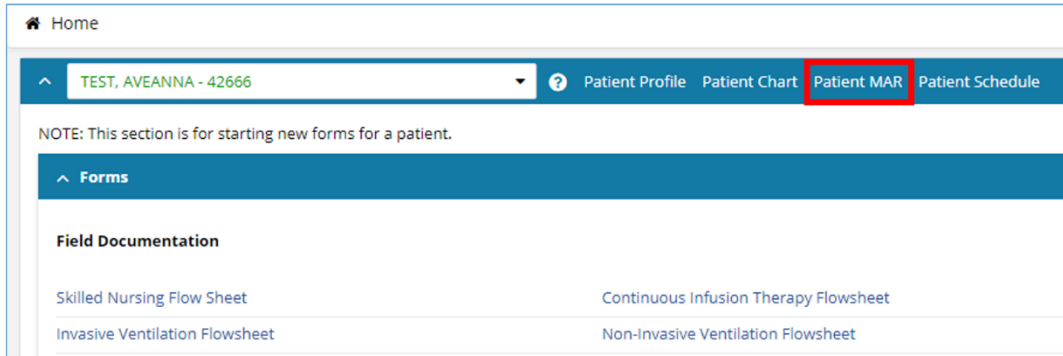 Home
TEST, AVEANNA - 42666 ? Patient Profile Patient Chart Patient MAR Patient Schedule
NOTE: This section is for starting new forms for a patient.
Forms
Field Documentation
Skilled Nursing Flow Sheet Continuous Infusion Therapy Flowsheet
Invasive Ventilation Flowsheet Non-Invasive Ventilation Flowsheet